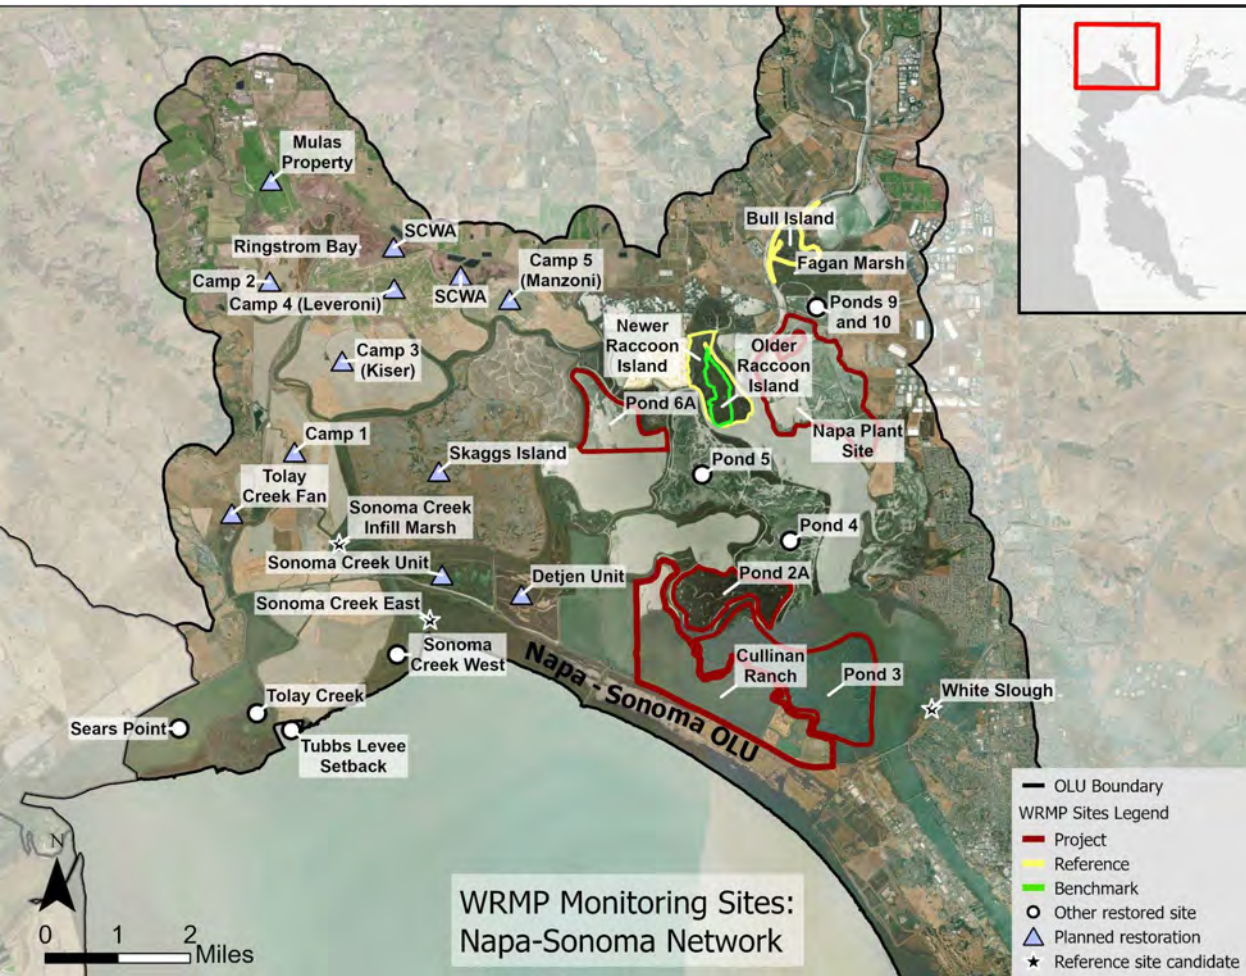 Mulas
Property
SCWA
Ringstrom Bay
Camp 2
Camp 4 (Leveroni)
SCWA
Camp 5
(Manzoni)
Bull Island
Fagan Marsh
Ponds 9
and 10
Newer
Raccoon
Island
Older
Raccoon
Island
Camp 3
(Kiser)
Pond 6A
Napa Plant
Site
Camp 1
Skaggs Island
Pond 5
Tolay
Creek Fan
Sonoma Creek
Infill Marsh
Pond 4
Sonoma Creek Unit
Detjen Unit
Pond 2A
Sonoma Creek East
Sonoma
Creek West
Cullinan
Ranch
Pond 3
White Slough
Napa - Sonoma OLU
Tolay Creek
Sears Point
Tubbs Levee
Setback
N
0 1 2
Miles
WRMP Monitoring Sites:
Napa-Sonoma Network
OLU Boundary
WRMP Sites Legend
Project
Reference
Benchmark
Other restored site
Planned restoration
Reference site candidate